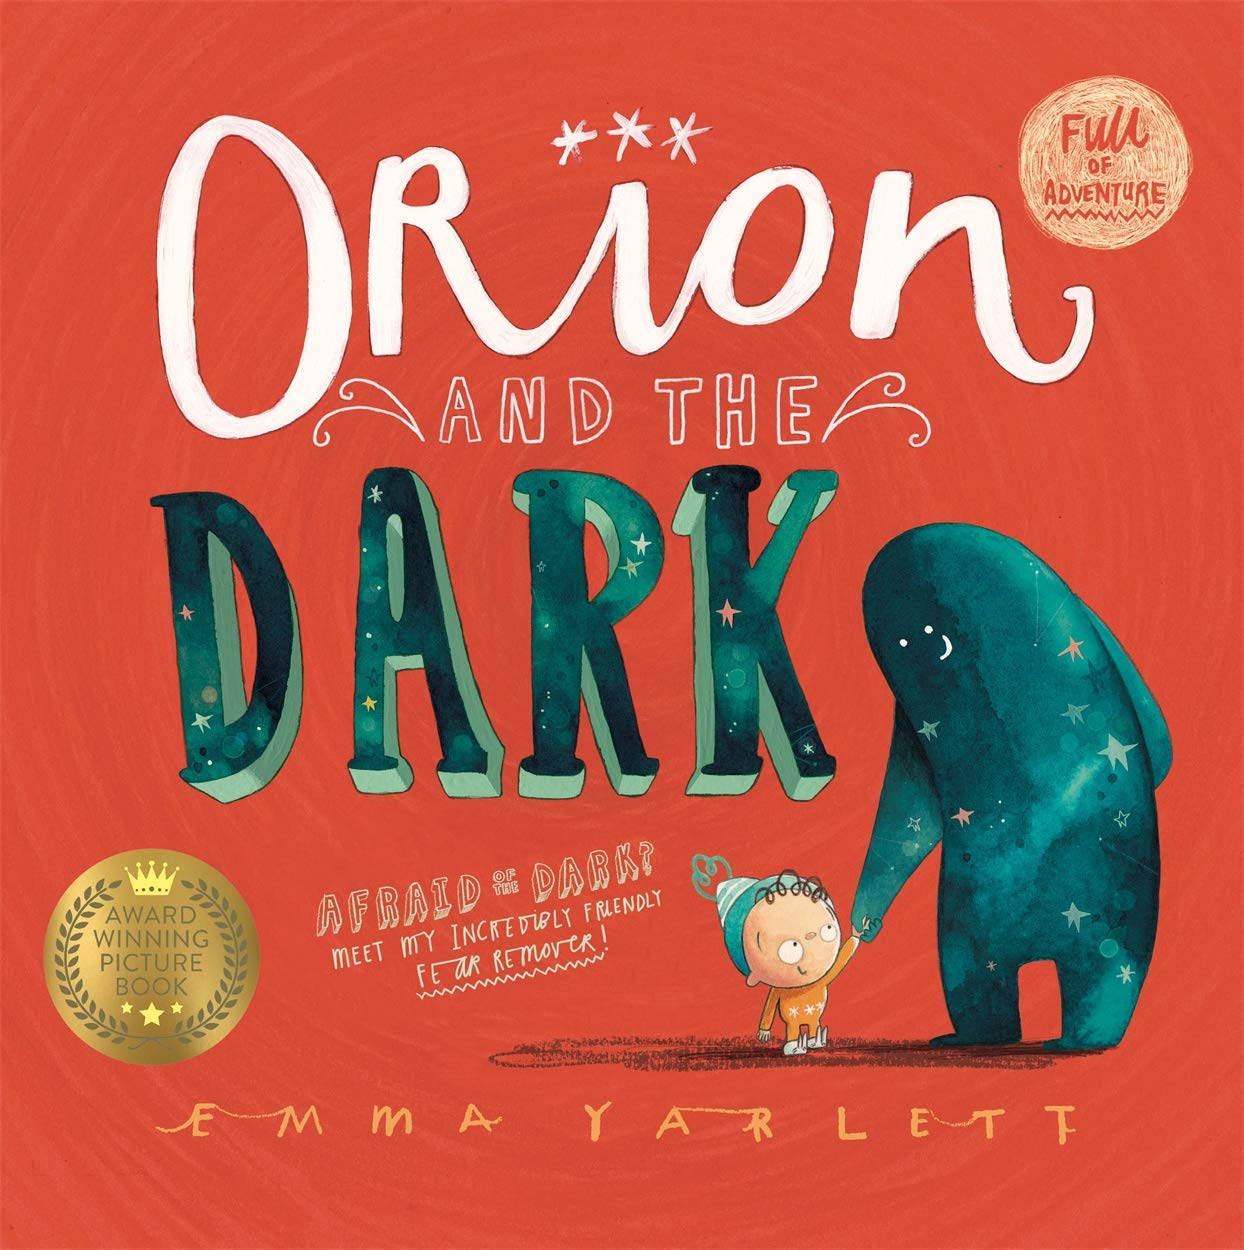 Orion
AND THE
DARK
Full
OF
ADVENTURE
AFRAID OF THE DARK?
MEET MY INCREDIBLY FRIENDLY
FEAR REMOVER!
AWARD
WINNING
PICTURE
BOOK
EMMA YARLETT